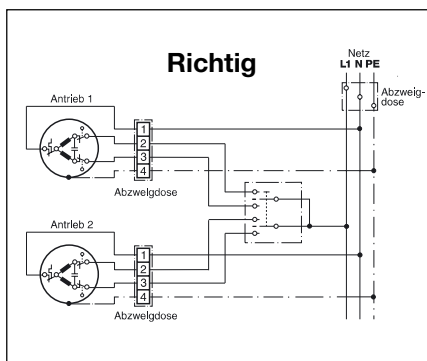 Richtig
Netz
L1 N PE
Abzweig-
dose
Antrieb 1
1
2
3
4
Abzweigdose
Antrieb 2
1
2
3
4
Abzweigdose